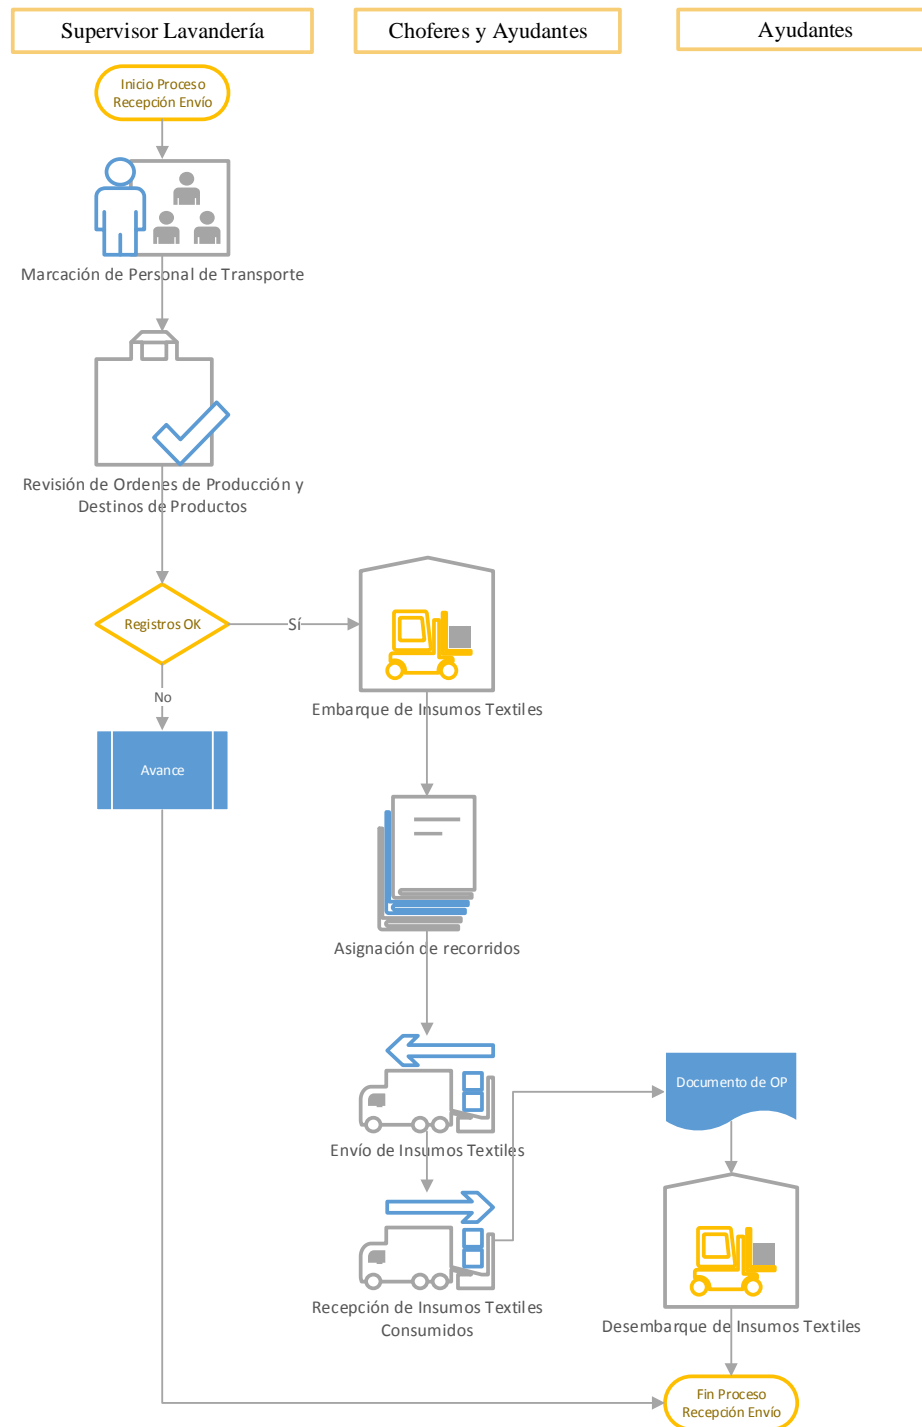 Supervisor Lavandería
Choferes y Ayudantes
Ayudantes
Inicio Proceso
Recepción Envío
Marcación de Personal de Transporte
Revisión de Ordenes de Producción y
Destinos de Productos
Registros OK
Sí
No
Embarque de Insumos Textiles
Avance
Asignación de recorridos
Envío de Insumos Textiles
Documento de OP
Recepción de Insumos Textiles
Consumidos
Desembarque de Insumos Textiles
Fin Proceso
Recepción Envío